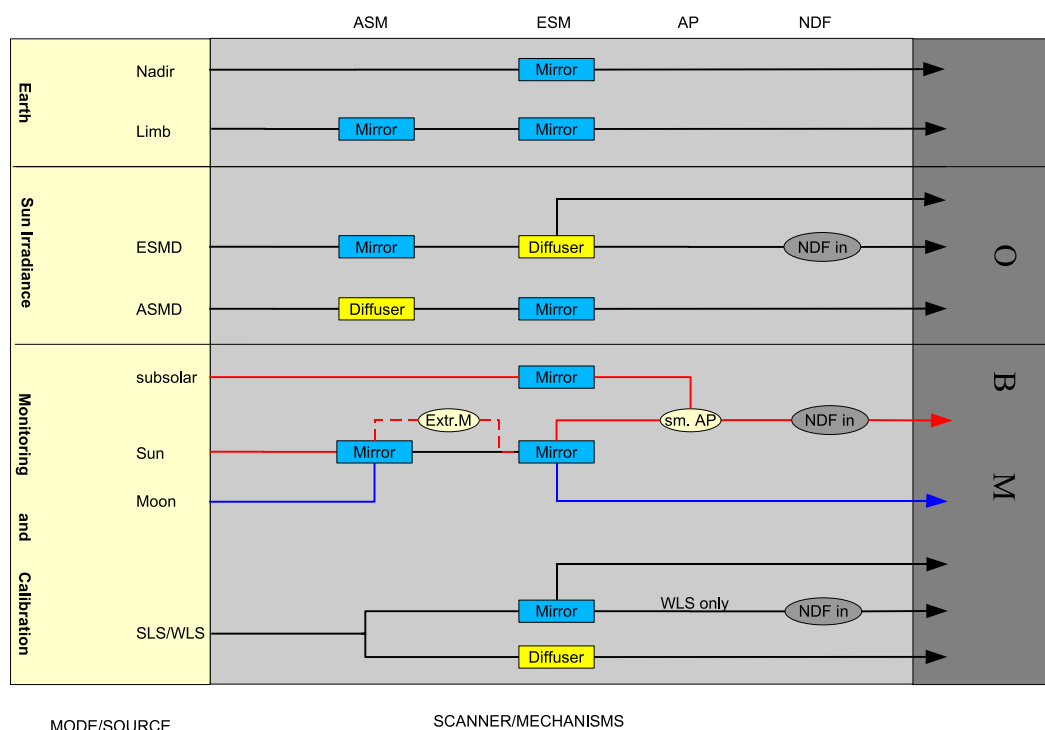 ASM ESM AP NDF
Earth
Nadir Mirror
Limb Mirror Mirror
Sun Irradiance
ESMD Mirror Diffuser NDF in
ASMD Diffuser Mirror
O
B
M
Monitoring and Calibration
subsolar Mirror
Extr.M sm. AP NDF in
Sun Mirror Mirror
Moon
Mirror WLS only NDF in
SLS/WLS
Diffuser
MODE/SOURCE SCANNER/MECHANISMS